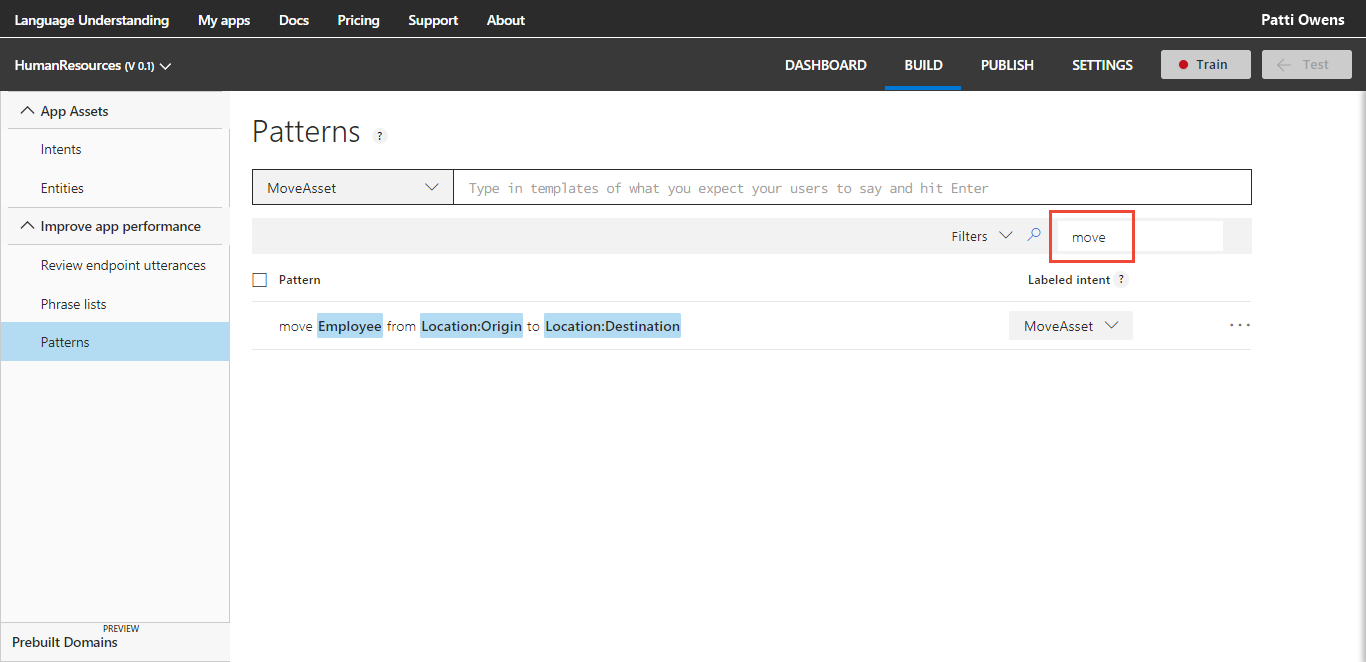 Language Understanding My apps Docs Pricing Support About Patti Owens
HumanResources (V 0.1) DASHBOARD BUILD PUBLISH SETTINGS Train Test
App Assets
Intents
Entities
Improve app performance
Review endpoint utterances
Phrase lists
Patterns
PREVIEW
Prebuilt Domains
Patterns ?
MoveAsset Type in templates of what you expect your users to say and hit Enter
Filters move
Pattern Labeled intent ?
move Employee from Location:Origin to Location:Destination MoveAsset ...